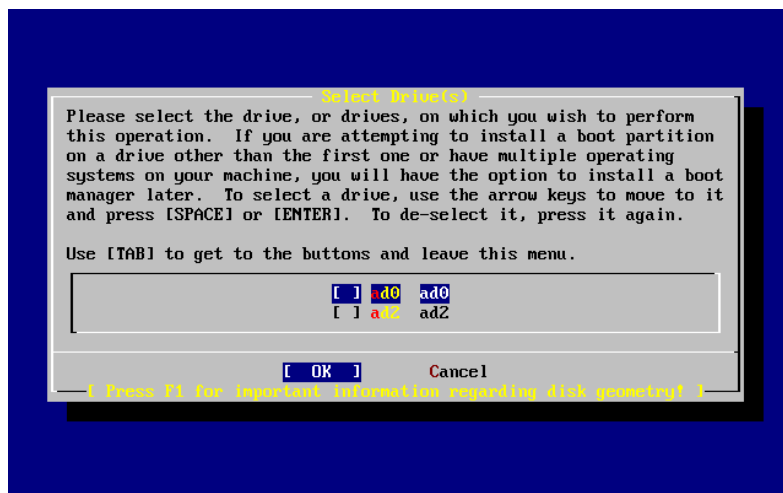 Select Drive(s)
Please select the drive, or drives, on which you wish to perform
this operation. If you are attempting to install a boot partition
on a drive other than the first one or have multiple operating
systems on your machine, you will have the option to install a boot
manager later. To select a drive, use the arrow keys to move to it
and press [SPACE] or [ENTER]. To de-select it, press it again.
Use [TAB] to get to the buttons and leave this menu.
[ ] ad0 ad0
[ ] ad2 ad2
[ OK ] Cancel
[ Press F1 for important information regarding disk geometry! ]